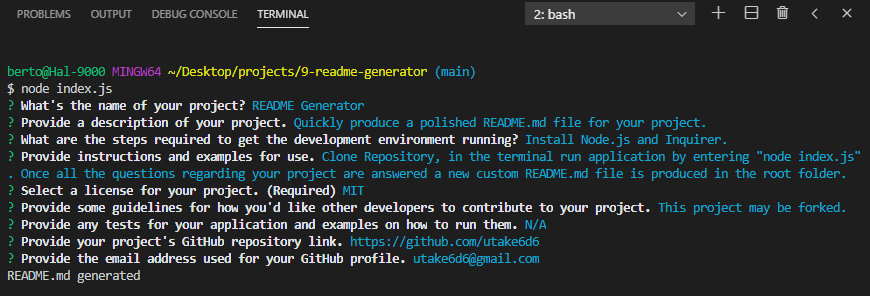 PROBLEMS OUTPUT DEBUG CONSOLE TERMINAL 2: bash
berto@Hal-9000 MINGW64 ~/Desktop/projects/9-readme-generator (main)
$ node index.js
? What's the name of your project? README Generator
? Provide a description of your project. Quickly produce a polished README.md file for your project.
? What are the steps required to get the development environment running? Install Node.js and Inquirer.
? Provide instructions and examples for use. Clone Repository, in the terminal run application by entering "node index.js"
. Once all the questions regarding your project are answered a new custom README.md file is produced in the root folder.
? Select a license for your project. (Required) MIT
? Provide some guidelines for how you'd like other developers to contribute to your project. This project may be forked.
? Provide any tests for your application and examples on how to run them. N/A
? Provide your project's GitHub repository link. https://github.com/utake6d6
? Provide the email address used for your GitHub profile. utake6d6@gmail.com
README.md generated